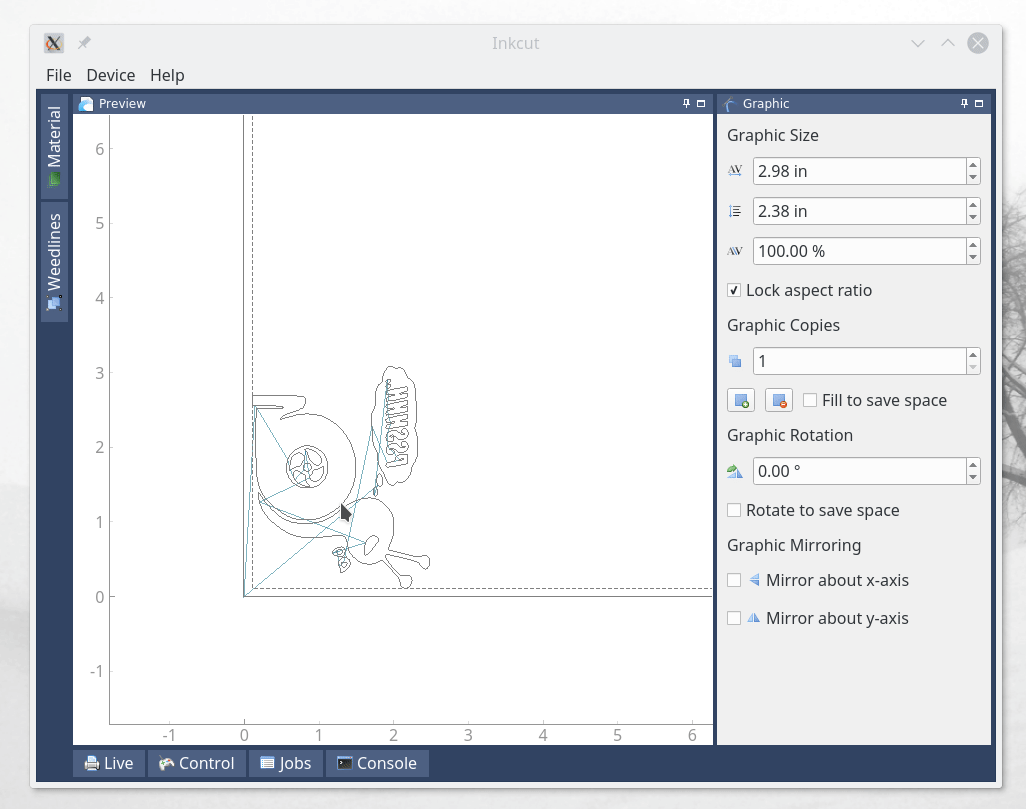 Inkcut
File Device Help
Material
Weedlines
Preview
6
5
4
3
2
1
0
-1
-1 0 1 2 3 4 5 6
Graphic
Graphic Size
2.98 in
2.38 in
100.00 %
Lock aspect ratio
Graphic Copies
1
Fill to save space
Graphic Rotation
0.00 °
Rotate to save space
Graphic Mirroring
Mirror about x-axis
Mirror about y-axis
Live Control Jobs Console